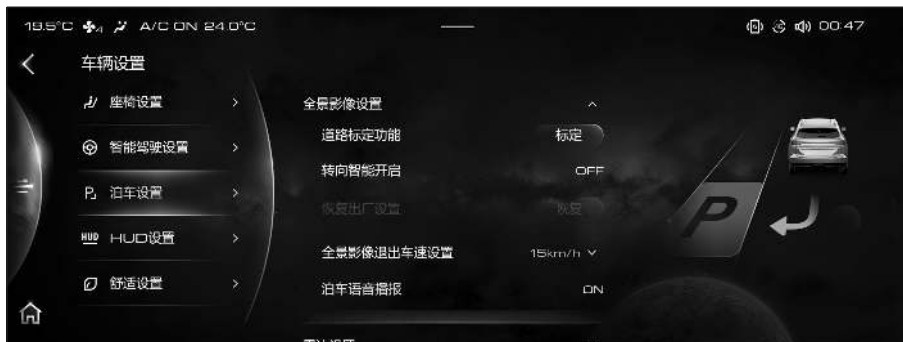 19.5°C 4 A/C ON 24.0°C 00:47
车辆设置
座椅设置
智能驾驶设置
泊车设置
HUD HUD设置
舒适设置
全景影像设置
道路标定功能 标定
转向智能开启 OFF
恢复出厂设置 恢复
全景影像退出车速设置 15km/h
泊车语音播报 ON
P